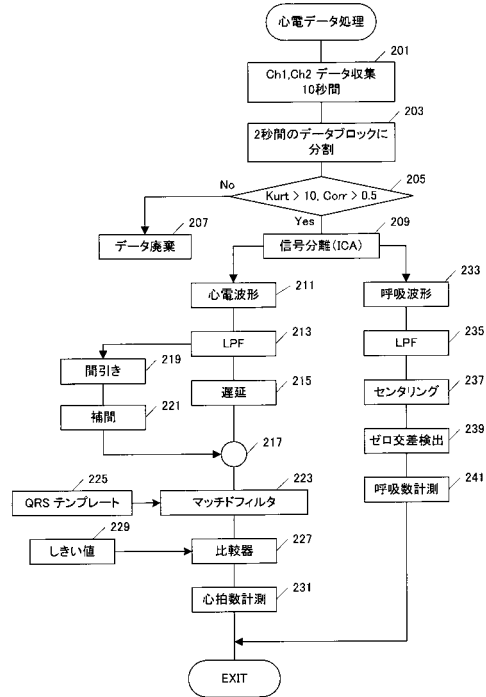 心電データ処理
201
Ch1,Ch2 データ収集
10秒間
203
2秒間のデータブロックに
分割
205
No
Kurt > 10, Corr > 0.5
Yes
207
データ廃棄
209
信号分離(ICA)
211
心電波形
233
呼吸波形
213
LPF
235
LPF
219
間引き
215
遅延
237
センタリング
221
補間
239
ゼロ交差検出
217
241
呼吸数計測
225
QRS テンプレート
223
マッチドフィルタ
229
しきい値
227
比較器
231
心拍数計測
EXIT